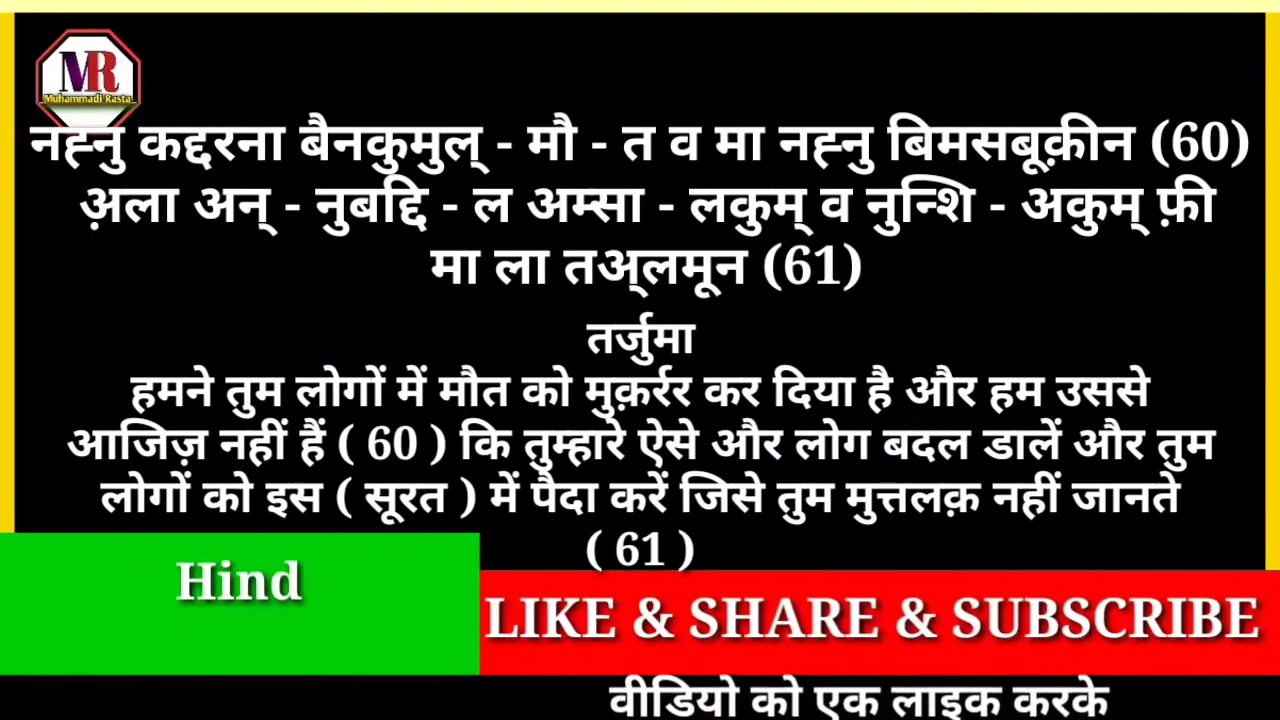 MR
Muhammadi Rasta
नह्नु कद्दरना बैनकुमुल् - मौ - त व मा नह्नु बिमसबूक़ीन (60)
अ़ला अन् - नुबद्दि - ल अम्सा - लकुम् व नुन्शि - अकुम् फ़ी
मा ला तअ्लमून (61)
तर्जुमा
हमने तुम लोगों में मौत को मुक़र्रर कर दिया है और हम उससे
आजिज़ नहीं हैं ( 60 ) कि तुम्हारे ऐसे और लोग बदल डालें और तुम
लोगों को इस ( सूरत ) में पैदा करें जिसे तुम मुत्तलक़ नहीं जानते
( 61 )
Hind
LIKE & SHARE & SUBSCRIBE
वीडियो को एक लाइक करके